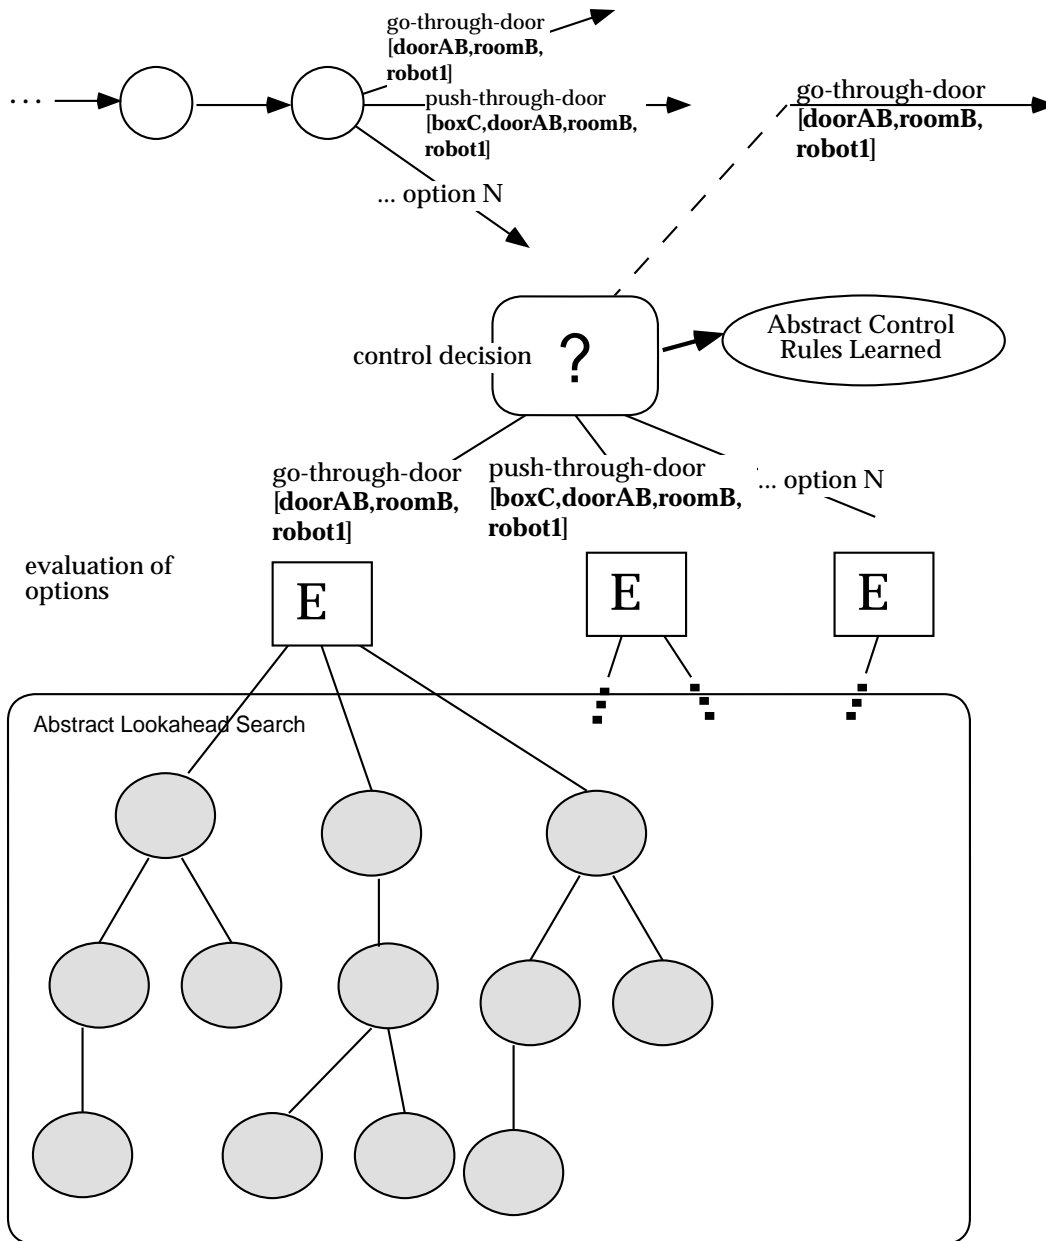 go-through-door
[doorAB,roomB,
robot1]
...
push-through-door
[boxC,doorAB,roomB,
robot1]
go-through-door
[doorAB,roomB,
robot1]
... option N
control decision
?
Abstract Control
Rules Learned
go-through-door
[doorAB,roomB,
robot1]
push-through-door
[boxC,doorAB,roomB,
robot1]
... option N
evaluation of
options
E
E
E
Abstract Lookahead Search